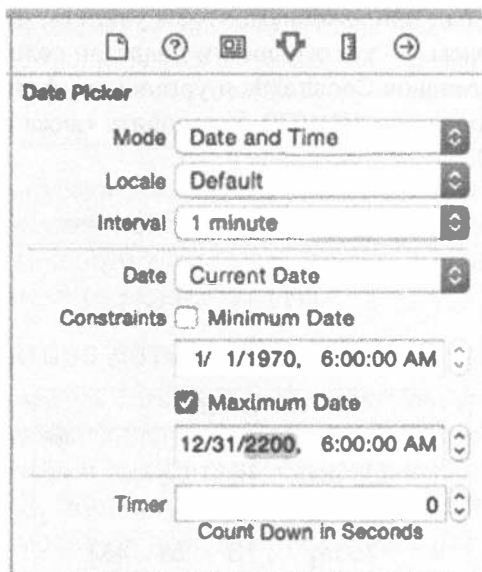 Date Picker
Mode Date and Time
Locale Default
Interval 1 minute
Date Current Date
Constraints Minimum Date
1/ 1/1970, 6:00:00 AM
Maximum Date
12/31/2200, 6:00:00 AM
Timer 0
Count Down in Seconds